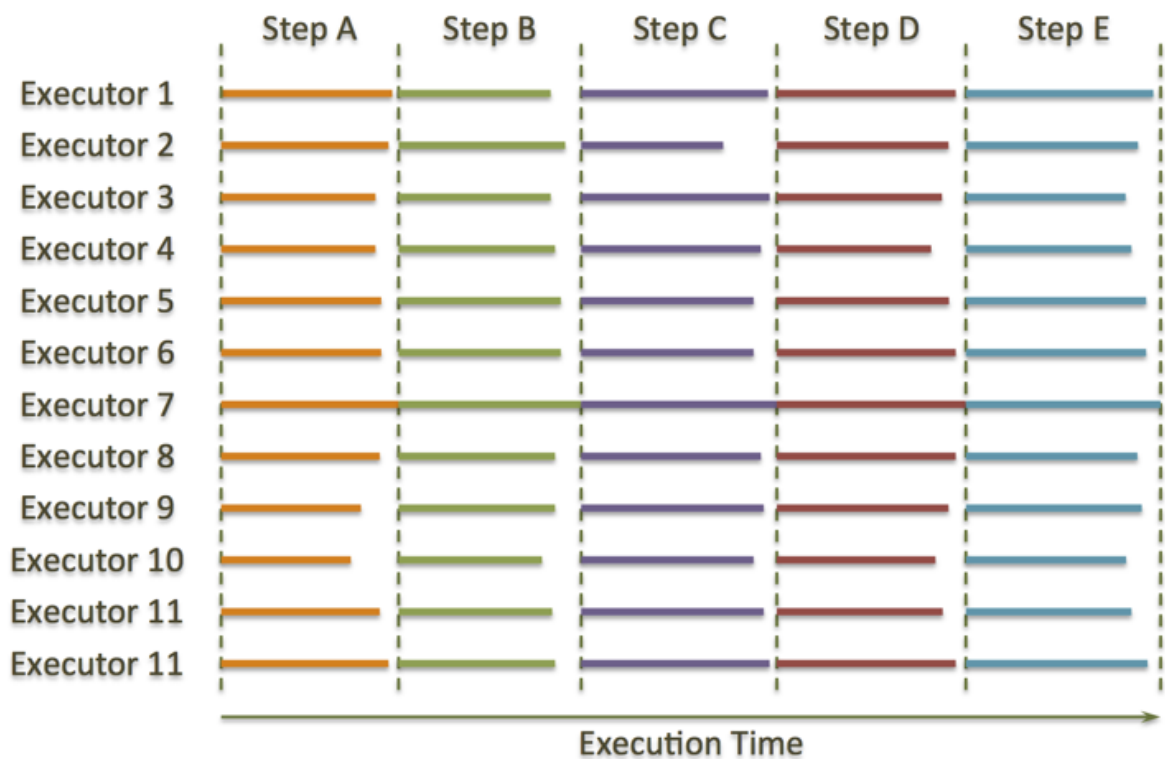 Step A Step B Step C Step D Step E
Executor 1
Executor 2
Executor 3
Executor 4
Executor 5
Executor 6
Executor 7
Executor 8
Executor 9
Executor 10
Executor 11
Executor 11
Execution Time